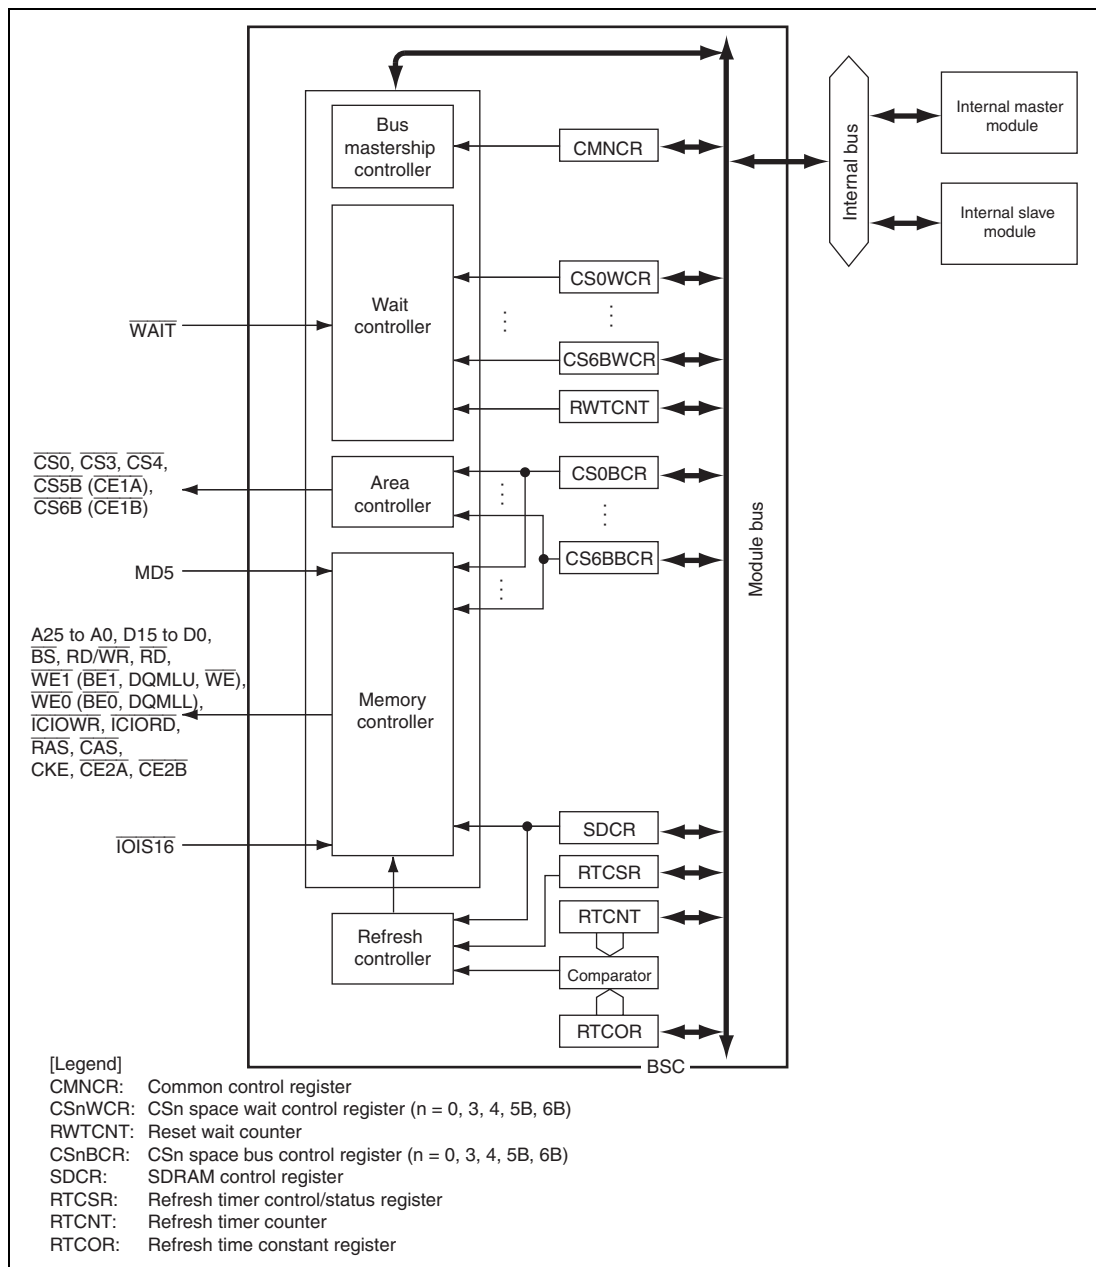 Bus
mastership
controller
CMNCR
Internal bus
Internal master
module
Internal slave
module
WAIT
Wait
controller
CS0WCR
CS6BWCR
RWTCNT
CS0, CS3, CS4,
CS5B (CE1A),
CS6B (CE1B)
Area
controller
CS0BCR
CS6BBCR
Module bus
MD5
A25 to A0, D15 to D0,
BS, RD/WR, RD,
WE1 (BE1, DQMLU, WE),
WE0 (BE0, DQMLL),
ICIOWR, ICIORD,
RAS, CAS,
CKE, CE2A, CE2B
Memory
controller
IOIS16
SDCR
RTCSR
RTCNT
Refresh
controller
Comparator
RTCOR
BSC
[Legend]
CMNCR: Common control register
CSnWCR: CSn space wait control register (n = 0, 3, 4, 5B, 6B)
RWTCNT: Reset wait counter
CSnBCR: CSn space bus control register (n = 0, 3, 4, 5B, 6B)
SDCR: SDRAM control register
RTCSR: Refresh timer control/status register
RTCNT: Refresh timer counter
RTCOR: Refresh time constant register